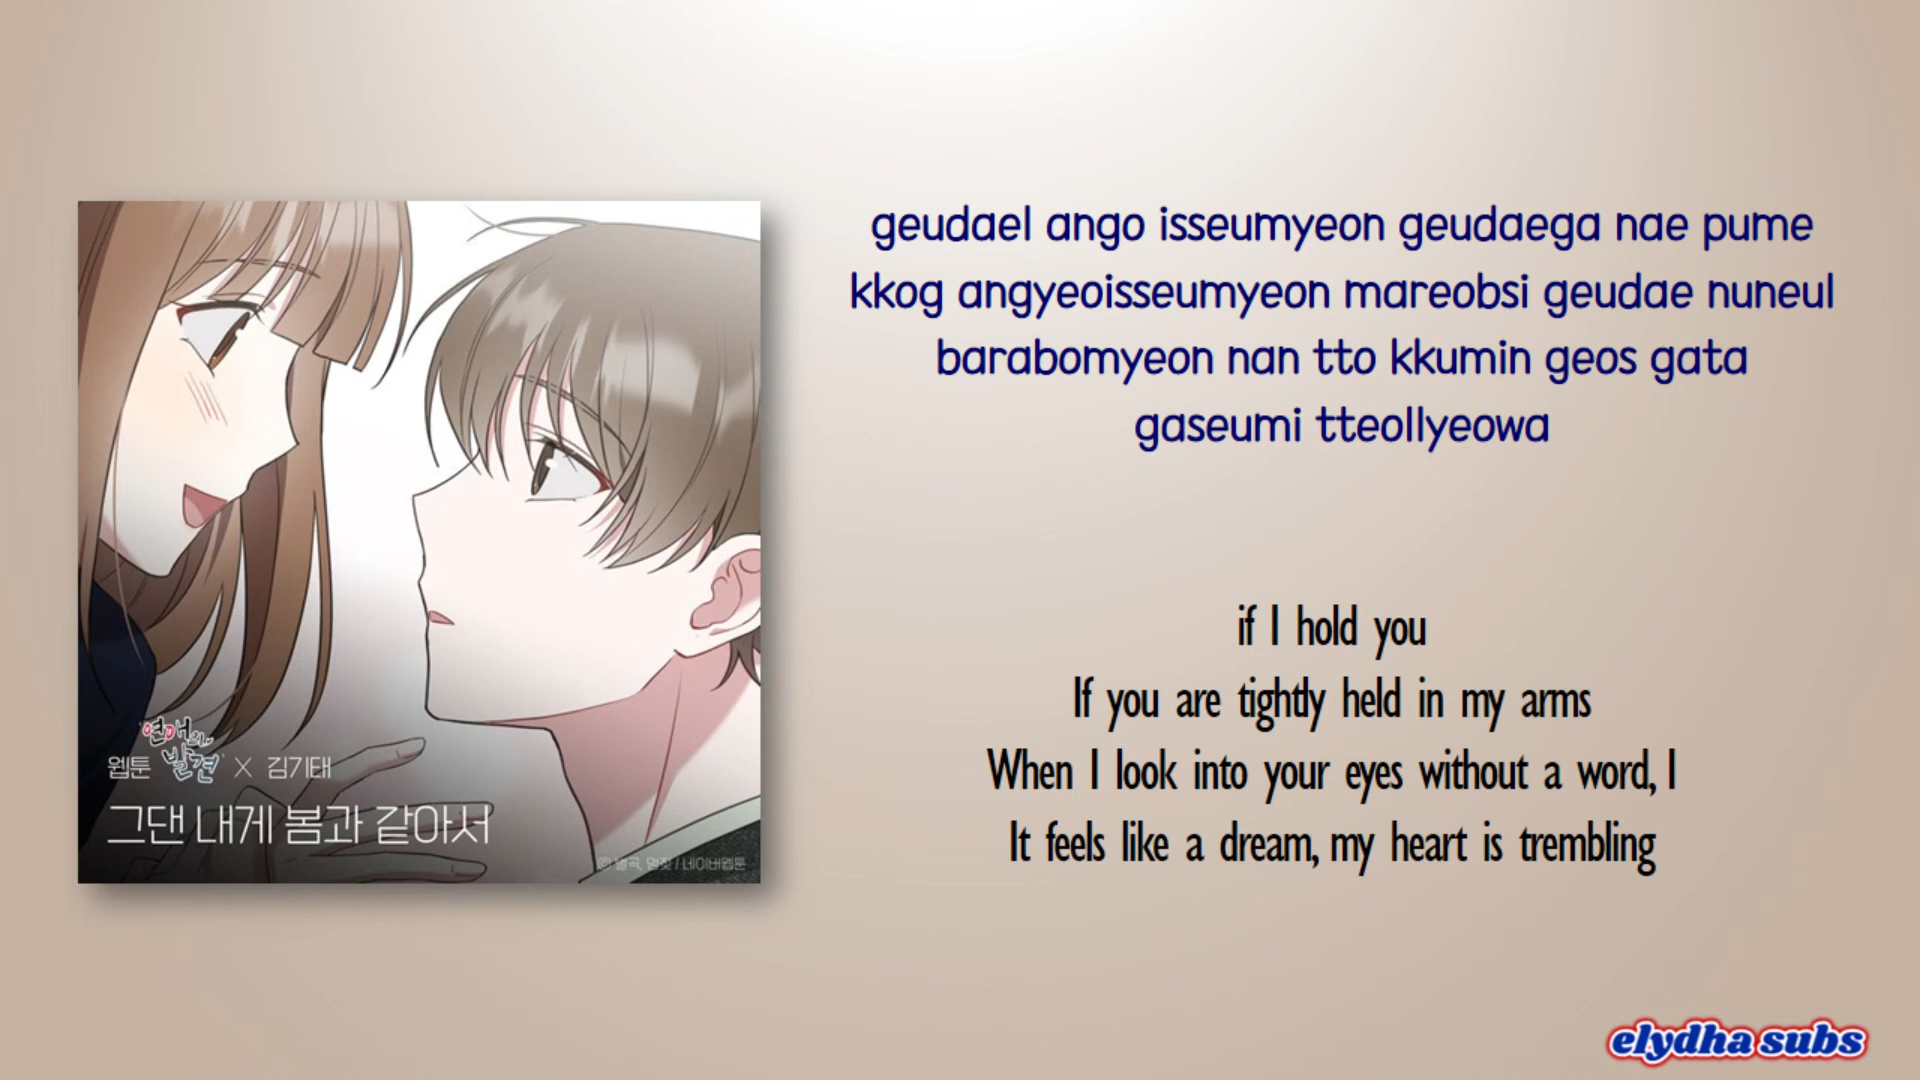 geudael ango isseumyeon geudaega nae pume
kkog angyeoisseumyeon mareobsi geudae nuneul
barabomyeon nan tto kkumin geos gata
gaseumi tteollyeowa
if I hold you
If you are tightly held in my arms
When I look into your eyes without a word, I
It feels like a dream, my heart is trembling
웹툰 연애의 발견 X 김기태
그댄 내게 봄과 같아서
네이버웹툰
elydha subs